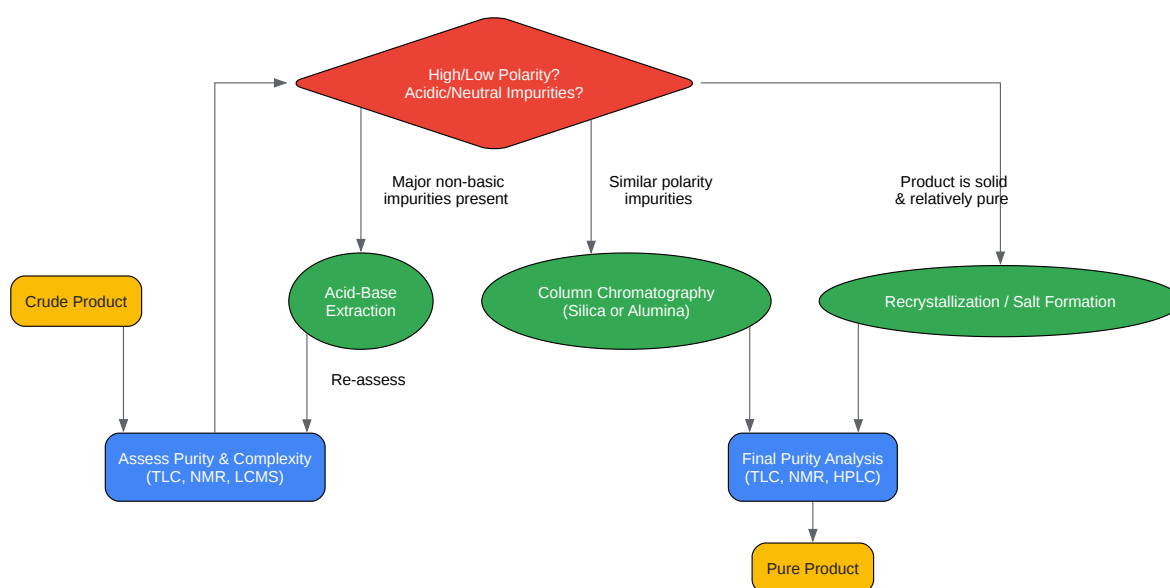 High/Low Polarity?
Acidic/Neutral Impurities?
Major non-basic
impurities present
Similar polarity
impurities
Product is solid
& relatively pure
Crude Product
Acid-Base
Extraction
Column Chromatography
(Silica or Alumina)
Recrystallization / Salt Formation
Re-assess
Assess Purity & Complexity
(TLC, NMR, LCMS)
Final Purity Analysis
(TLC, NMR, HPLC)
Pure Product